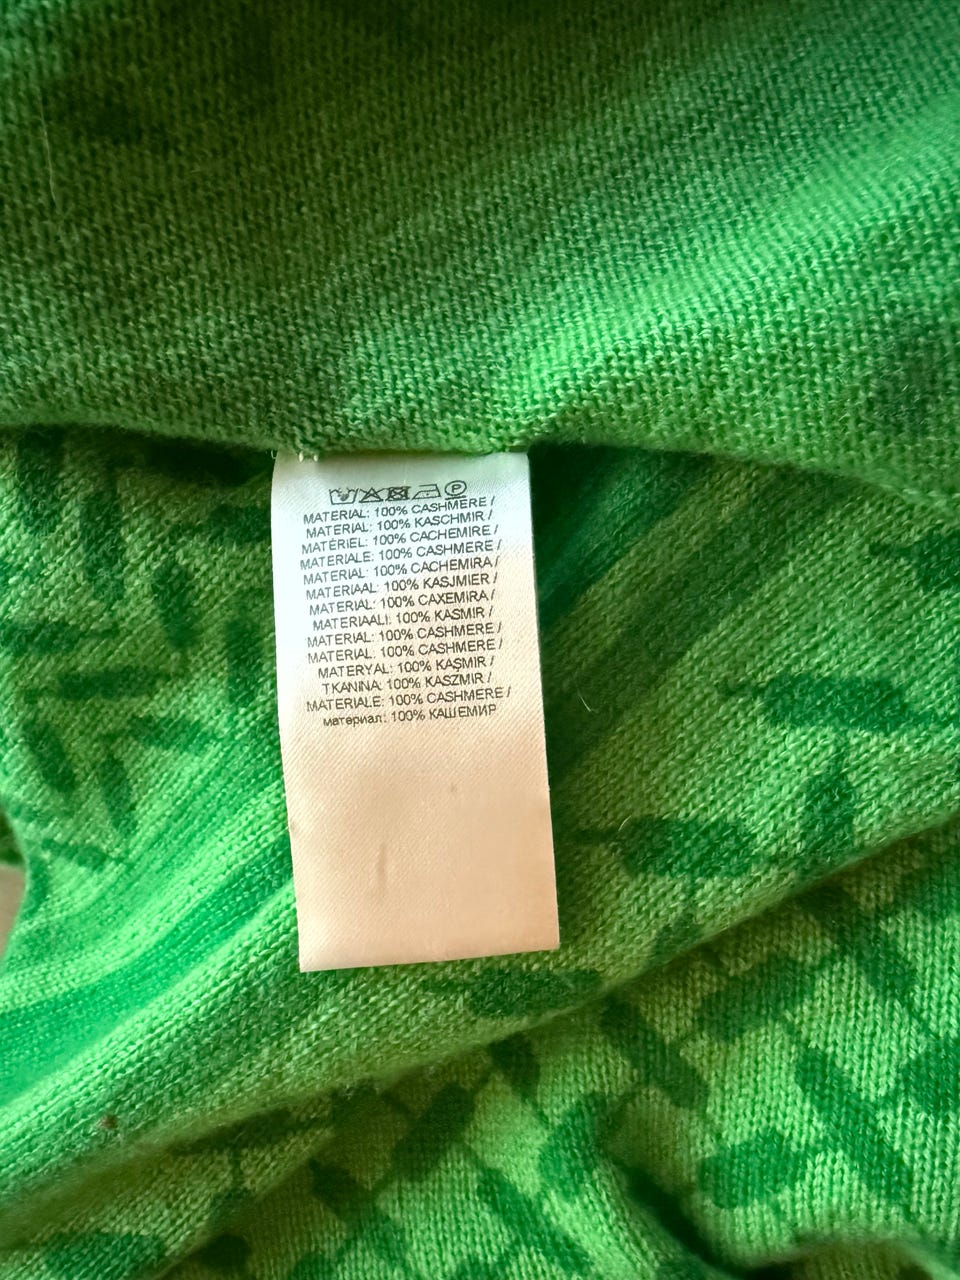 P
MATERIAL: 100% CASHMERE /
MATERIAL: 100% KASCHMIR /
MATÉRIEL: 100% CACHEMIRE /
MATERIALE: 100% CASHMERE /
MATERIAL: 100% CACHEMIRA /
MATERIAAL: 100% KASJMIER /
MATERIAL: 100% CAXEMIRA /
MATERIAALI: 100% KASMIR /
MATERIAL: 100% CASHMERE /
MATERIAL: 100% CASHMERE /
MATERYAL: 100% KAŞMIR /
TKANINA: 100% KASZMIR /
MATERIALE: 100% CASHMERE /
материал: 100% КАШЕМИР